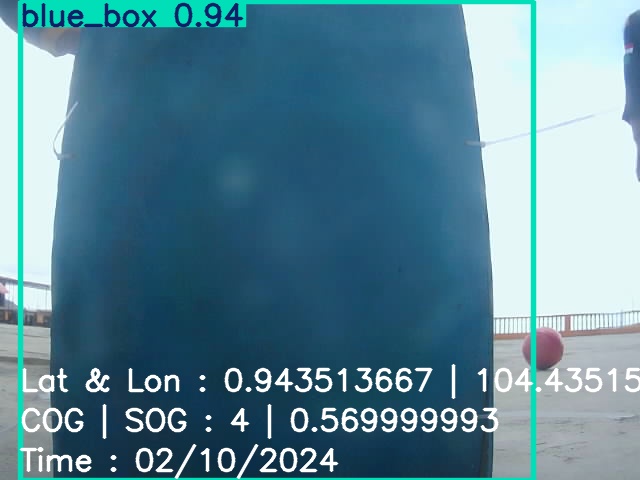 blue_box 0.94
Lat & Lon : 0.943513667 | 104.43515
COG | SOG : 4 | 0.569999993
Time : 02/10/2024